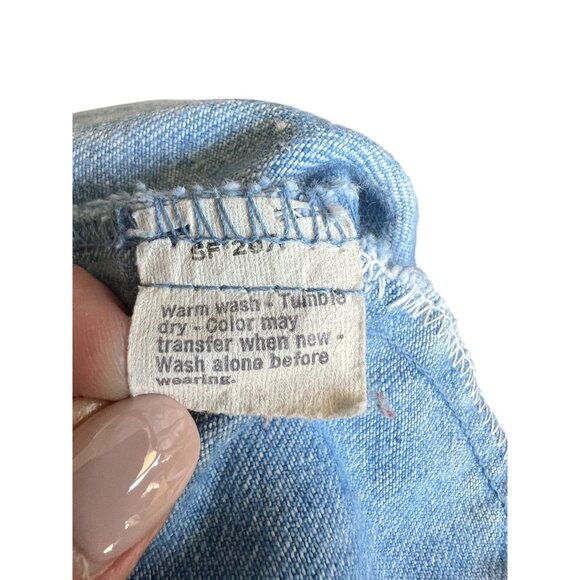 Warm wash - Tumble
dry - Color may
transfer when new -
Wash alone before
wearing.